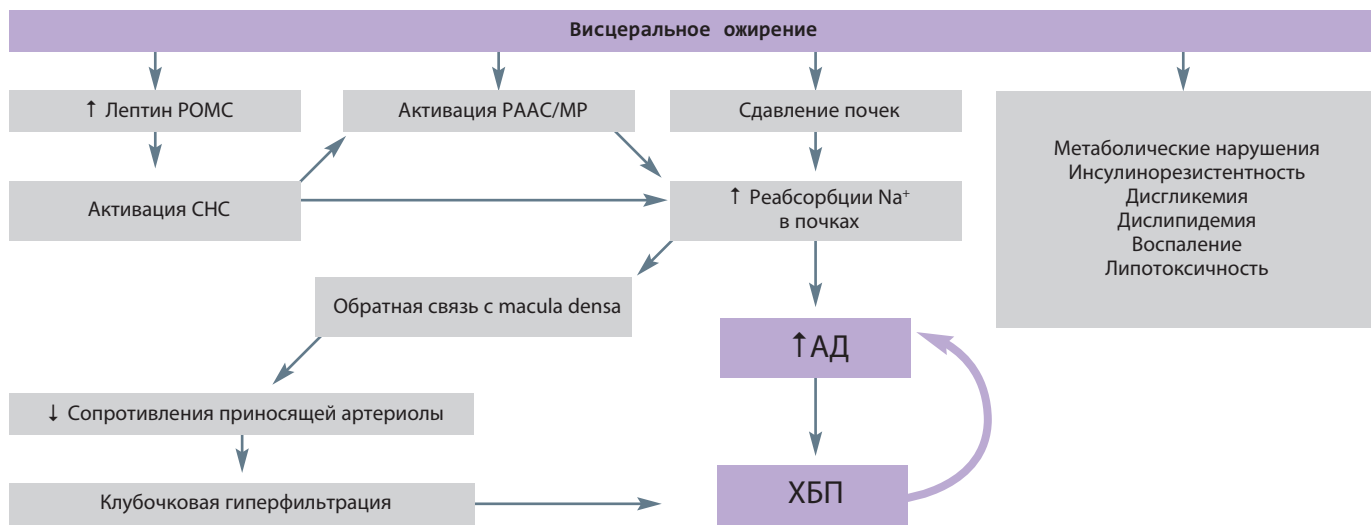 Висцеральное ожирение
↑ Лептин РОМС
Активация РААС/МР
Сдавление почек
Метаболические нарушения
Инсулинорезистентность
Дисгликемия
Дислипидемия
Воспаление
Липотоксичность
Активация СНС
↑ Реабсорбции Na⁺
в почках
Обратная связь с macula densa
↑АД
↓ Сопротивления приносящей артериолы
Клубочковая гиперфильтрация
ХБП